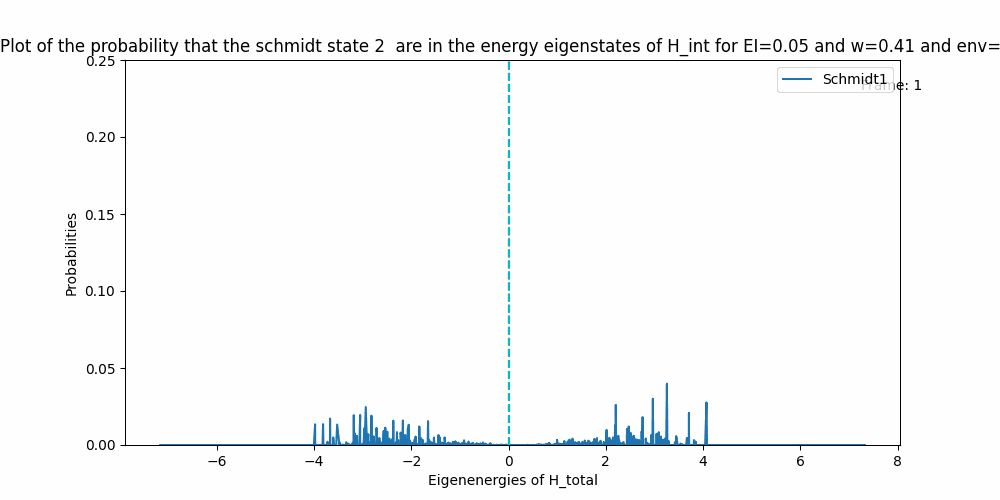 Plot of the probability that the schmidt state 2  are in the energy eigenstates of H_int for EI=0.05 and w=0.41 and env=
0.25
Schmidt1
Frame: 1
0.20
0.15
Probabilities
0.10
0.05
0.00
−6 −4 −2 0 2 4 6 8
Eigenenergies of H_total